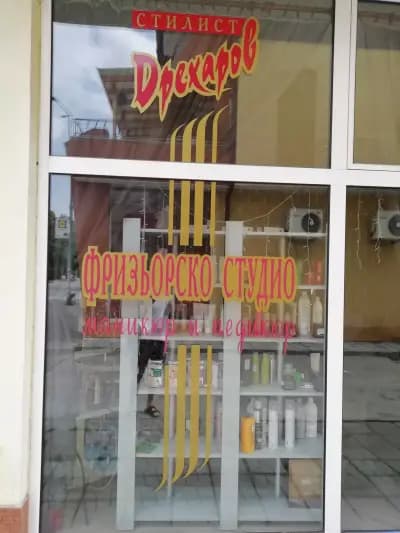 СТИЛИСТ
Дрехаров
ФРИЗЬОРСКО СТУДИО
маникюр и педикюр